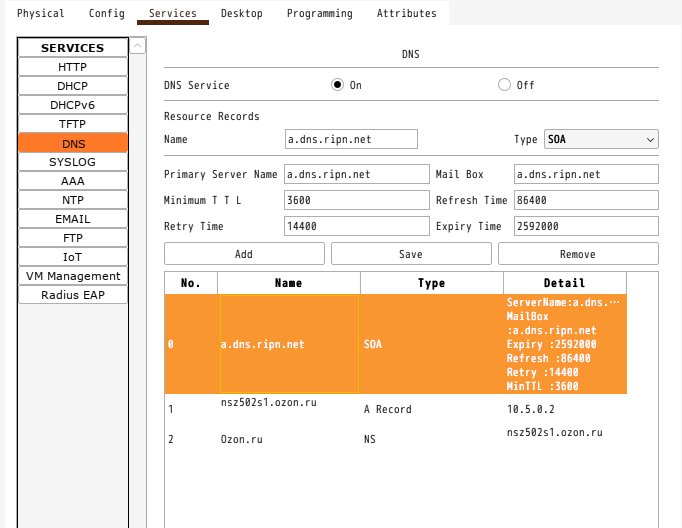 Physical Config Services Desktop Programming Attributes
SERVICES
HTTP
DHCP
DHCPv6
TFTP
DNS
SYSLOG
AAA
NTP
EMAIL
FTP
IoT
VM Management
Radius EAP
DNS
DNS Service On Off
Resource Records
Name a.dns.ripn.net Type SOA
Primary Server Name a.dns.ripn.net Mail Box a.dns.ripn.net
Minimum T T L 3600 Refresh Time 86400
Retry Time 14400 Expiry Time 2592000
Add Save Remove
No. Name Type Detail
0 a.dns.ripn.net SOA
ServerName:a.dns.…
MailBox
:a.dns.ripn.net
Expiry :2592000
Refresh :86400
Retry :14400
MinTTL :3600
1 nsz502s1.ozon.ru A Record 10.5.0.2
2 Ozon.ru NS nsz502s1.ozon.ru